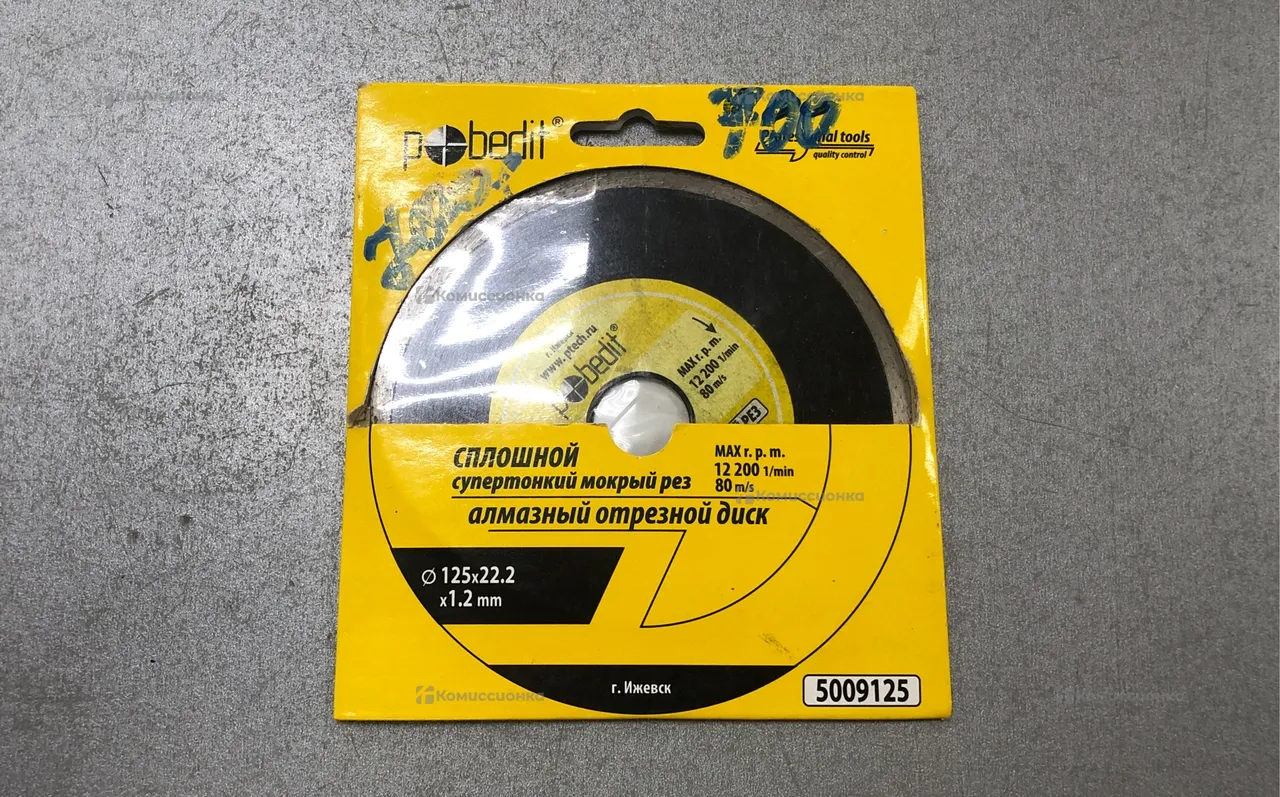 pobedit®
700
Professional tools
quality control
г. Ижевск
www.ptech.ru
pobedit®
MAX r. p. m.
12 200 1/min
80 m/s
РЕЗ
СПЛОШНОЙ
супертонкий мокрый рез
MAX r. p. m.
12 200 1/min
80 m/s
алмазный отрезной диск
Ø 125x22.2
x1.2 mm
г. Ижевск
5009125
Комиссионка
Комиссионка
Комиссионка